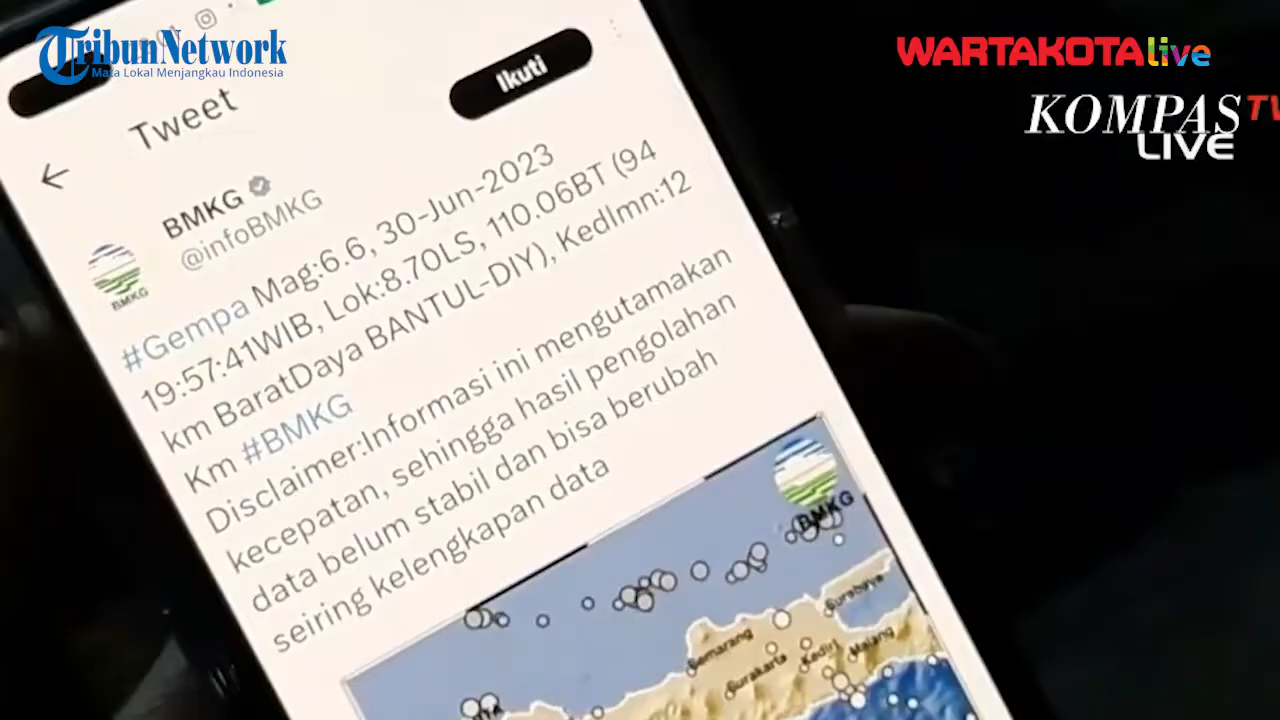 TribunNetwork
Mata Lokal Menjangkau Indonesia
WARTAKOTAlive
KOMPASTV
LIVE
Tweet
Ikuti
BMKG
@infoBMKG
BMKG
#Gempa Mag:6.6, 30-Jun-2023
19:57:41WIB, Lok:8.70LS, 110.06BT (94
km BaratDaya BANTUL-DIY), Kedlmn:12
Km #BMKG
Disclaimer:Informasi ini mengutamakan
kecepatan, sehingga hasil pengolahan
data belum stabil dan bisa berubah
seiring kelengkapan data
BMKG
Surabaya
Semarang
Malang
Kediri
Surakarta